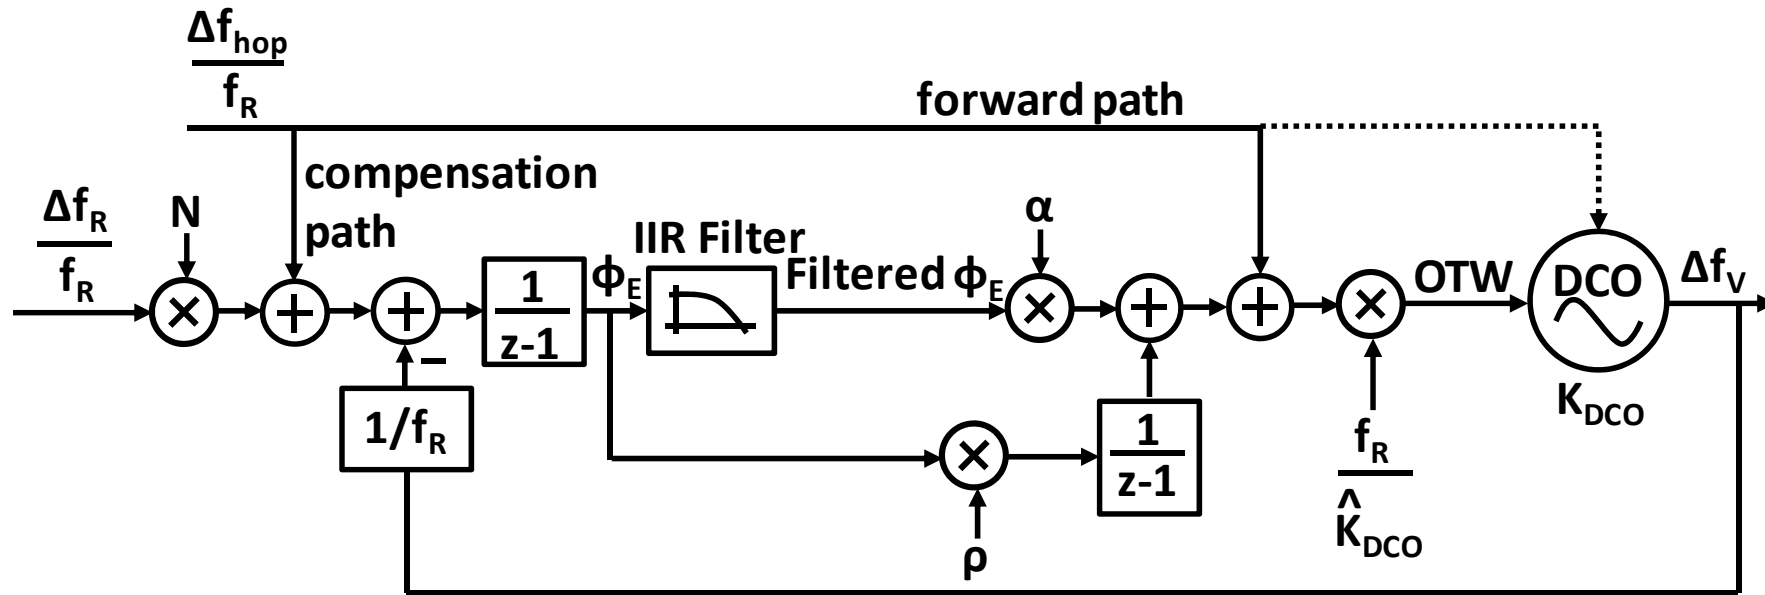 Δf_hop
f_R
forward path
compensation
path
Δf_R
f_R
N
IIR Filter
α
1
z-1
ϕ_E
Filtered ϕ_E
OTW
DCO
Δf_V
K_DCO
1/f_R
−
ρ
1
z-1
f_R
K̂_DCO